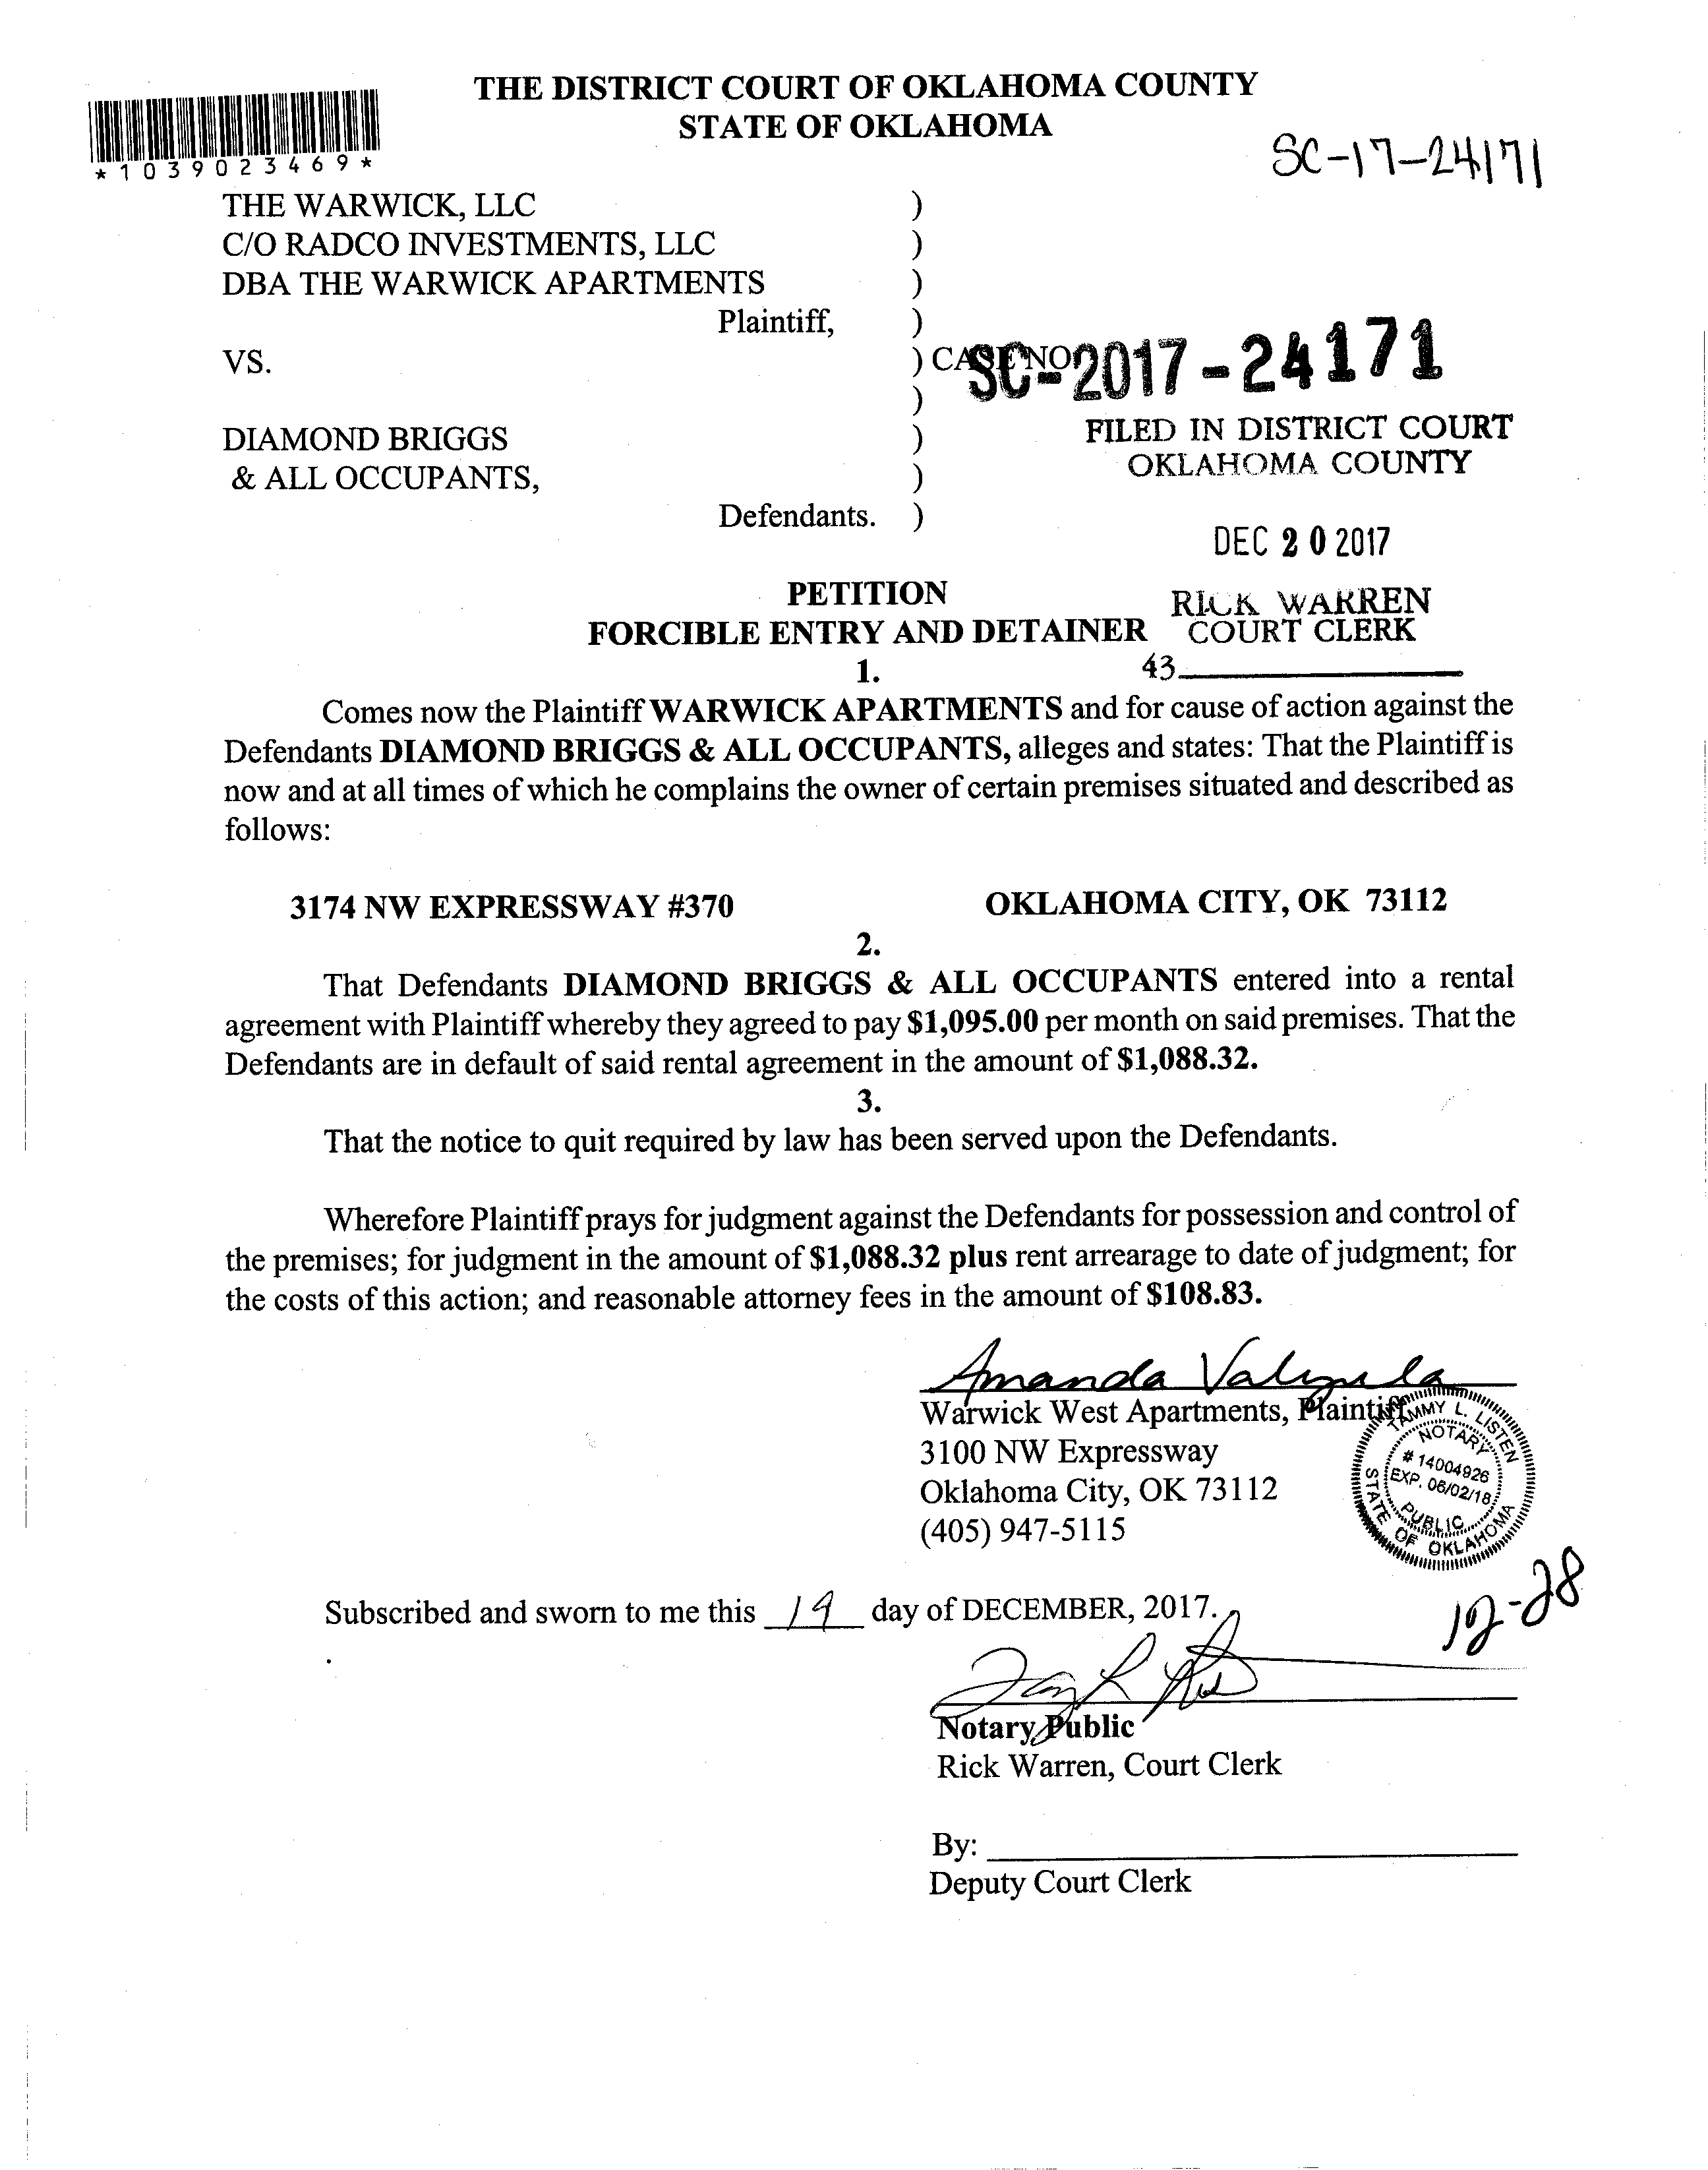 THE DISTRICT COURT OF OKLAHOMA COUNTY
STATE OF OKLAHOMA
*1039023469*
SC-17-24171
THE WARWICK, LLC )
C/O RADCO INVESTMENTS, LLC )
DBA THE WARWICK APARTMENTS )
Plaintiff, )
VS. ) CASE NO
SC-2017-24171
)
DIAMOND BRIGGS )
& ALL OCCUPANTS, )
Defendants. )
FILED IN DISTRICT COURT
OKLAHOMA COUNTY
DEC 20 2017
RICK WARREN
COURT CLERK
43
PETITION
FORCIBLE ENTRY AND DETAINER
1.
Comes now the Plaintiff WARWICK APARTMENTS and for cause of action against the
Defendants DIAMOND BRIGGS & ALL OCCUPANTS, alleges and states: That the Plaintiff is
now and at all times of which he complains the owner of certain premises situated and described as
follows:
3174 NW EXPRESSWAY #370 OKLAHOMA CITY, OK 73112
2.
That Defendants DIAMOND BRIGGS & ALL OCCUPANTS entered into a rental
agreement with Plaintiff whereby they agreed to pay $1,095.00 per month on said premises. That the
Defendants are in default of said rental agreement in the amount of $1,088.32.
3.
That the notice to quit required by law has been served upon the Defendants.
Wherefore Plaintiff prays for judgment against the Defendants for possession and control of
the premises; for judgment in the amount of $1,088.32 plus rent arrearage to date of judgment; for
the costs of this action; and reasonable attorney fees in the amount of $108.83.
Amanda
Warwick West Apartments, Plaintiff
3100 NW Expressway
Oklahoma City, OK 73112
(405) 947-5115
TAMMY L. LISTEN
NOTARY
# 14004926
EXP. 06/02/18
PUBLIC
STATE OF OKLAHOMA
Subscribed and sworn to me this 19 day of DECEMBER, 2017.
12-28
Notary Public
Rick Warren, Court Clerk
By:
Deputy Court Clerk